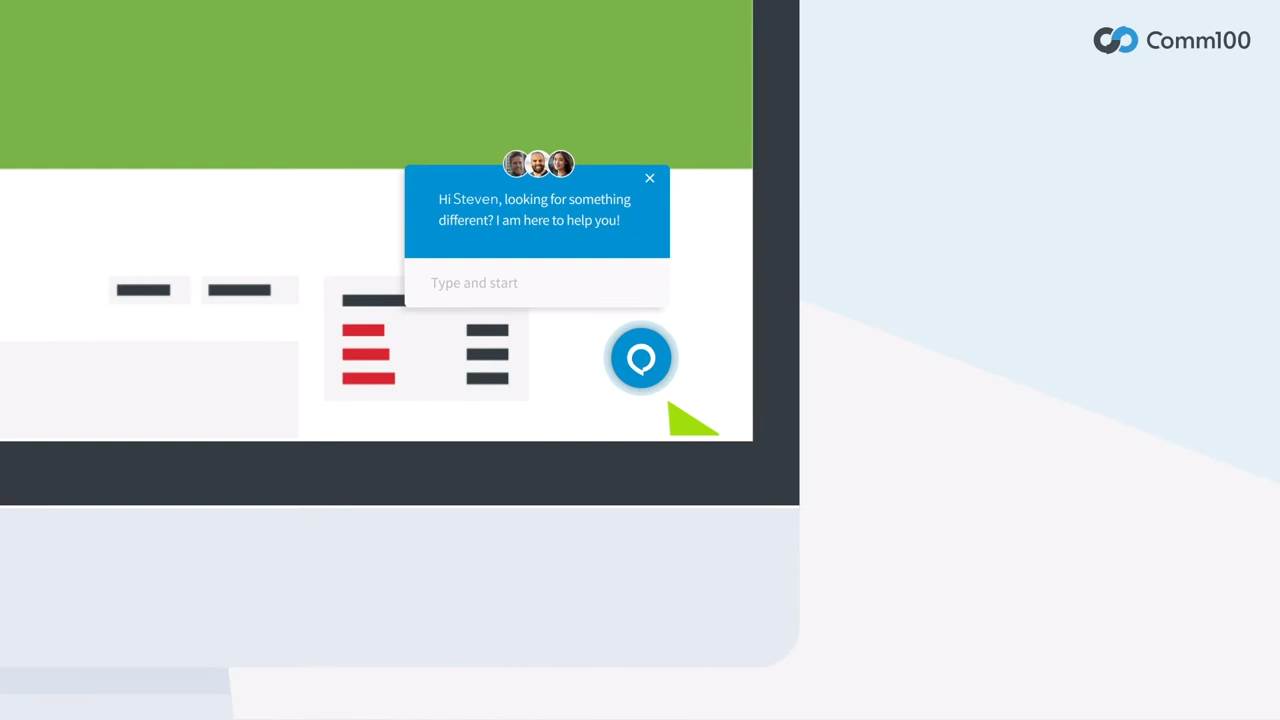 Comm100
Hi Steven, looking for something
different? I am here to help you!
Type and start